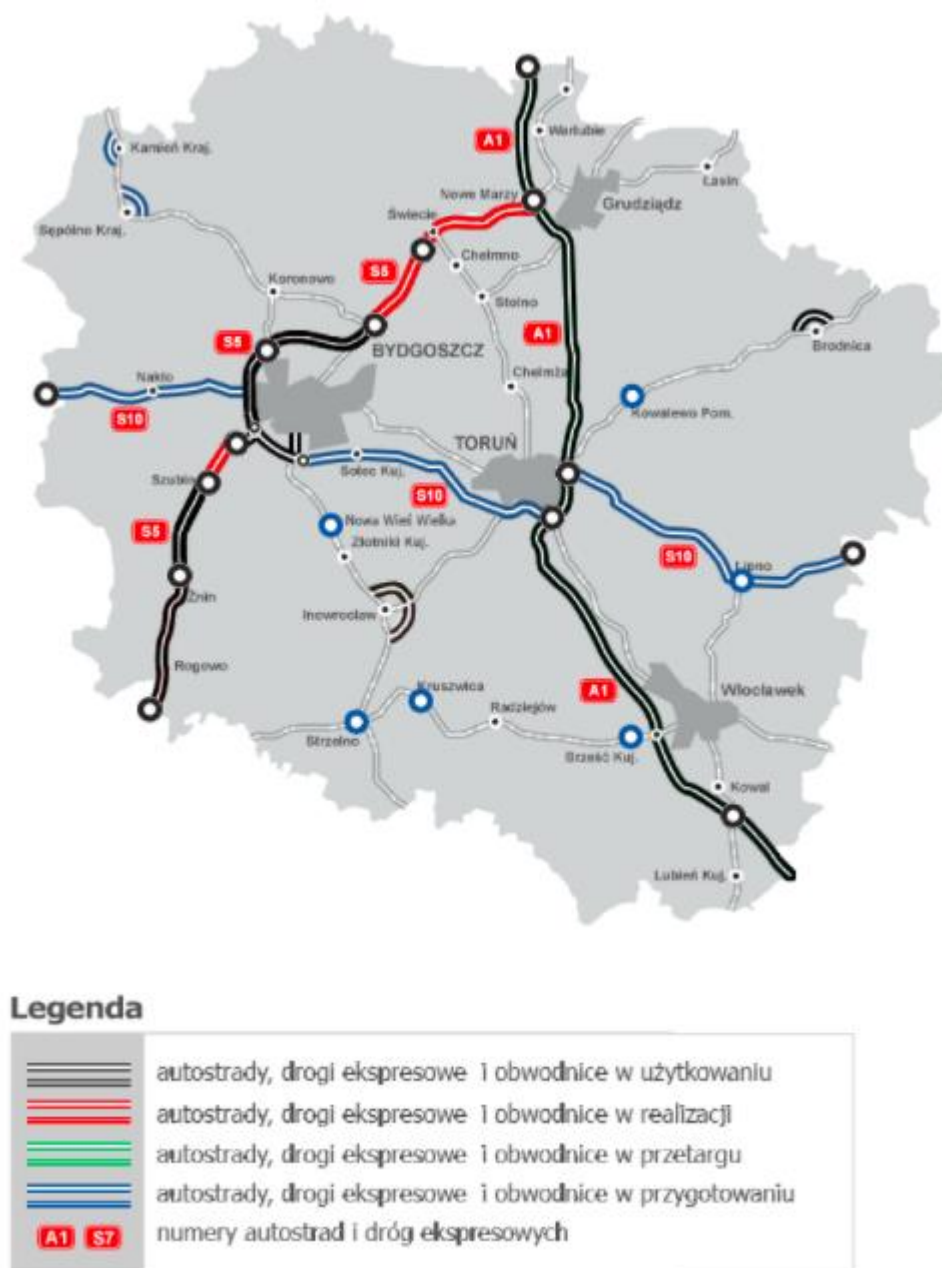 A1
Warlubie
Kamień Kraj.
Łasin
Nowe Marzy
Grudziądz
Świecie
Sępólno Kraj.
Chełmno
S5
Koronowo
Stolno
S5
A1
BYDGOSZCZ
Brodnica
Nakło
Chełmża
S10
Kowalewo Pom.
TORUŃ
Solec Kuj.
Szubin
S10
Nowa Wieś Wielka
S5
Złotniki Kuj.
S10
Lipno
Żnin
Inowrocław
Rogowo
Kruszwica
A1
Włocławek
Radziejów
Strzelno
Brześć Kuj.
Kowal
Lubień Kuj.
Legenda
autostrady, drogi ekspresowe i obwodnice w użytkowaniu
autostrady, drogi ekspresowe i obwodnice w realizacji
autostrady, drogi ekspresowe i obwodnice w przetargu
autostrady, drogi ekspresowe i obwodnice w przygotowaniu
A1 S7 numery autostrad i dróg ekspresowych